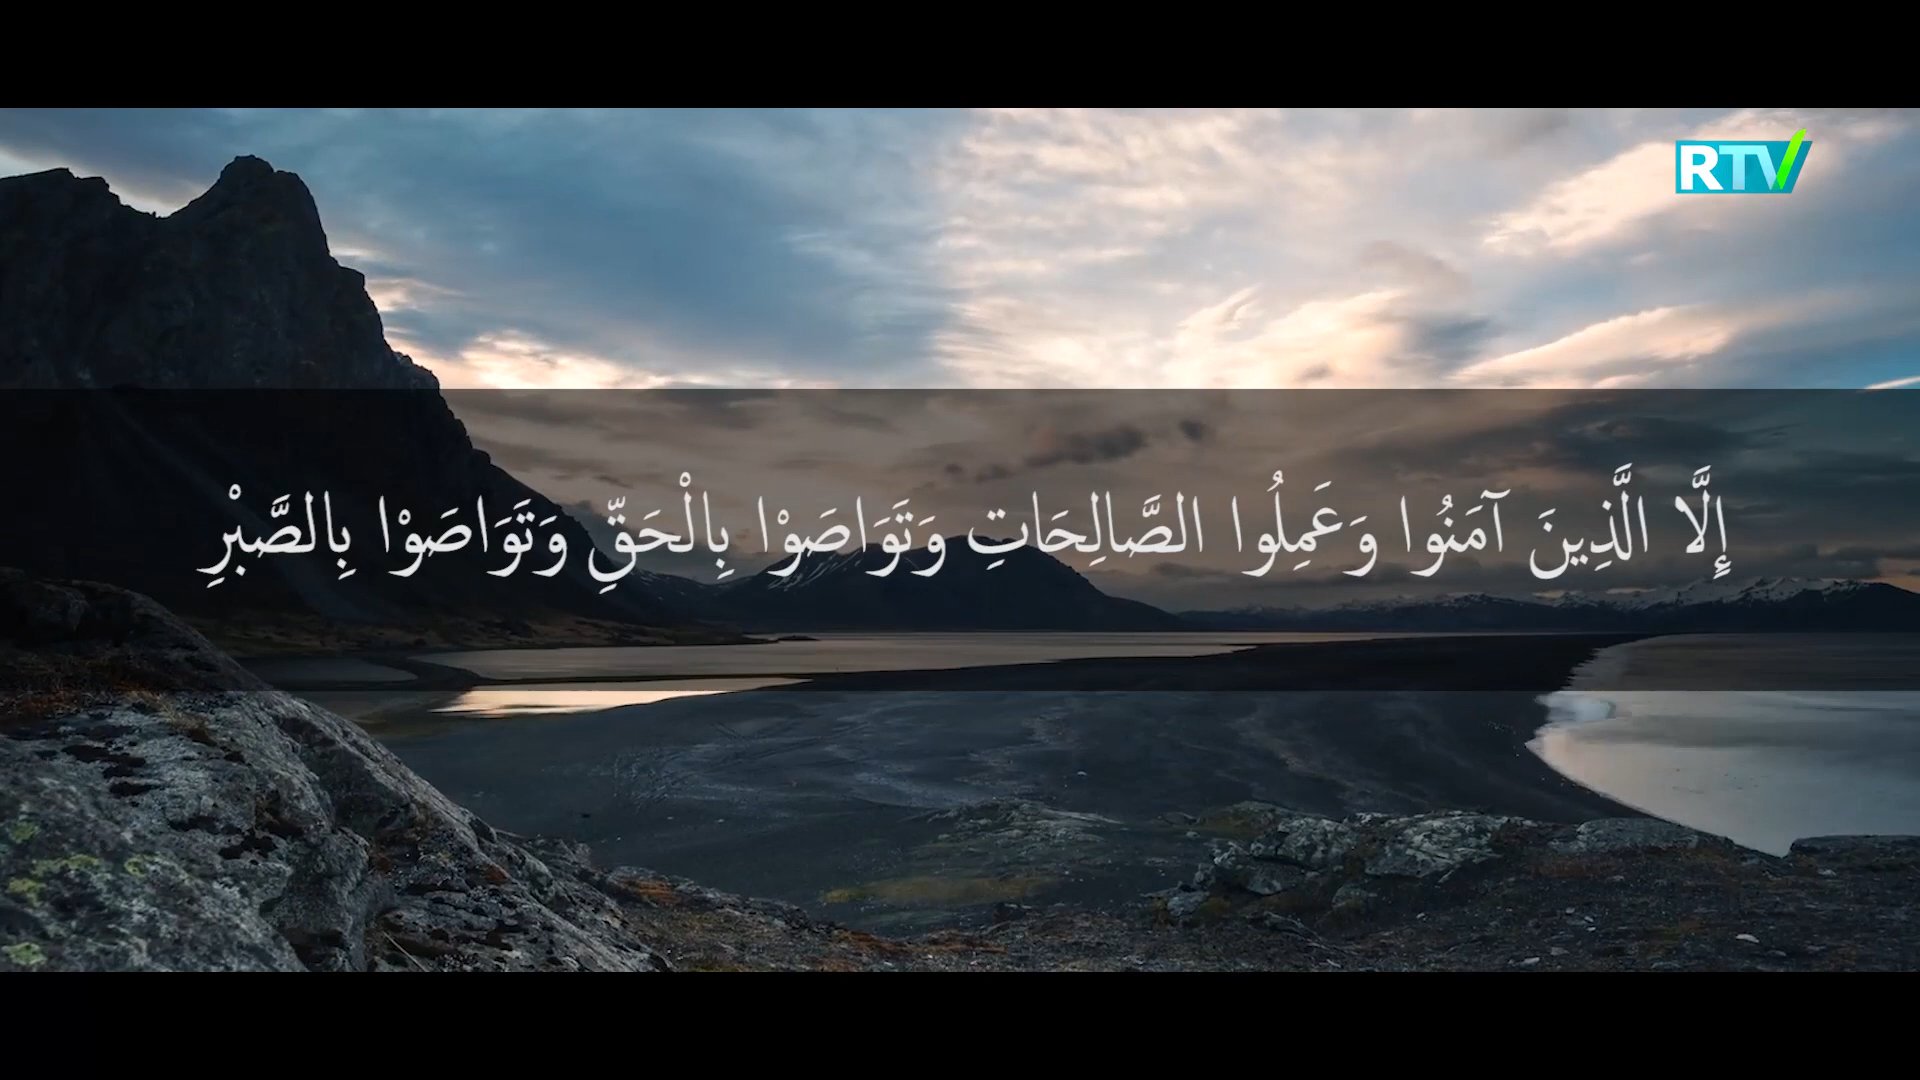 RTV
إِلَّا الَّذِينَ آمَنُوا وَعَمِلُوا الصَّالِحَاتِ وَتَوَاصَوْا بِالْحَقِّ وَتَوَاصَوْا بِالصَّبْرِ